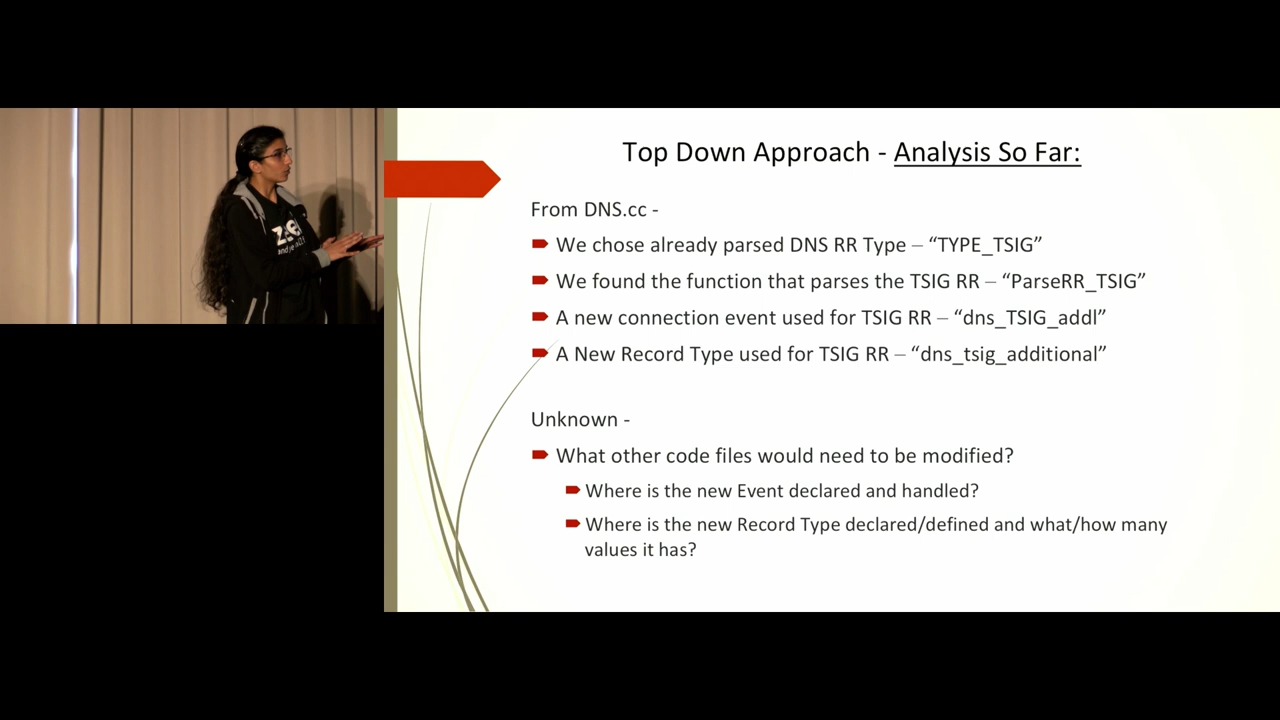 Top Down Approach - Analysis So Far:
From DNS.cc -
We chose already parsed DNS RR Type – “TYPE_TSIG”
We found the function that parses the TSIG RR – “ParseRR_TSIG”
A new connection event used for TSIG RR – “dns_TSIG_addl”
A New Record Type used for TSIG RR – “dns_tsig_additional”
Unknown -
What other code files would need to be modified?
Where is the new Event declared and handled?
Where is the new Record Type declared/defined and what/how many
values it has?